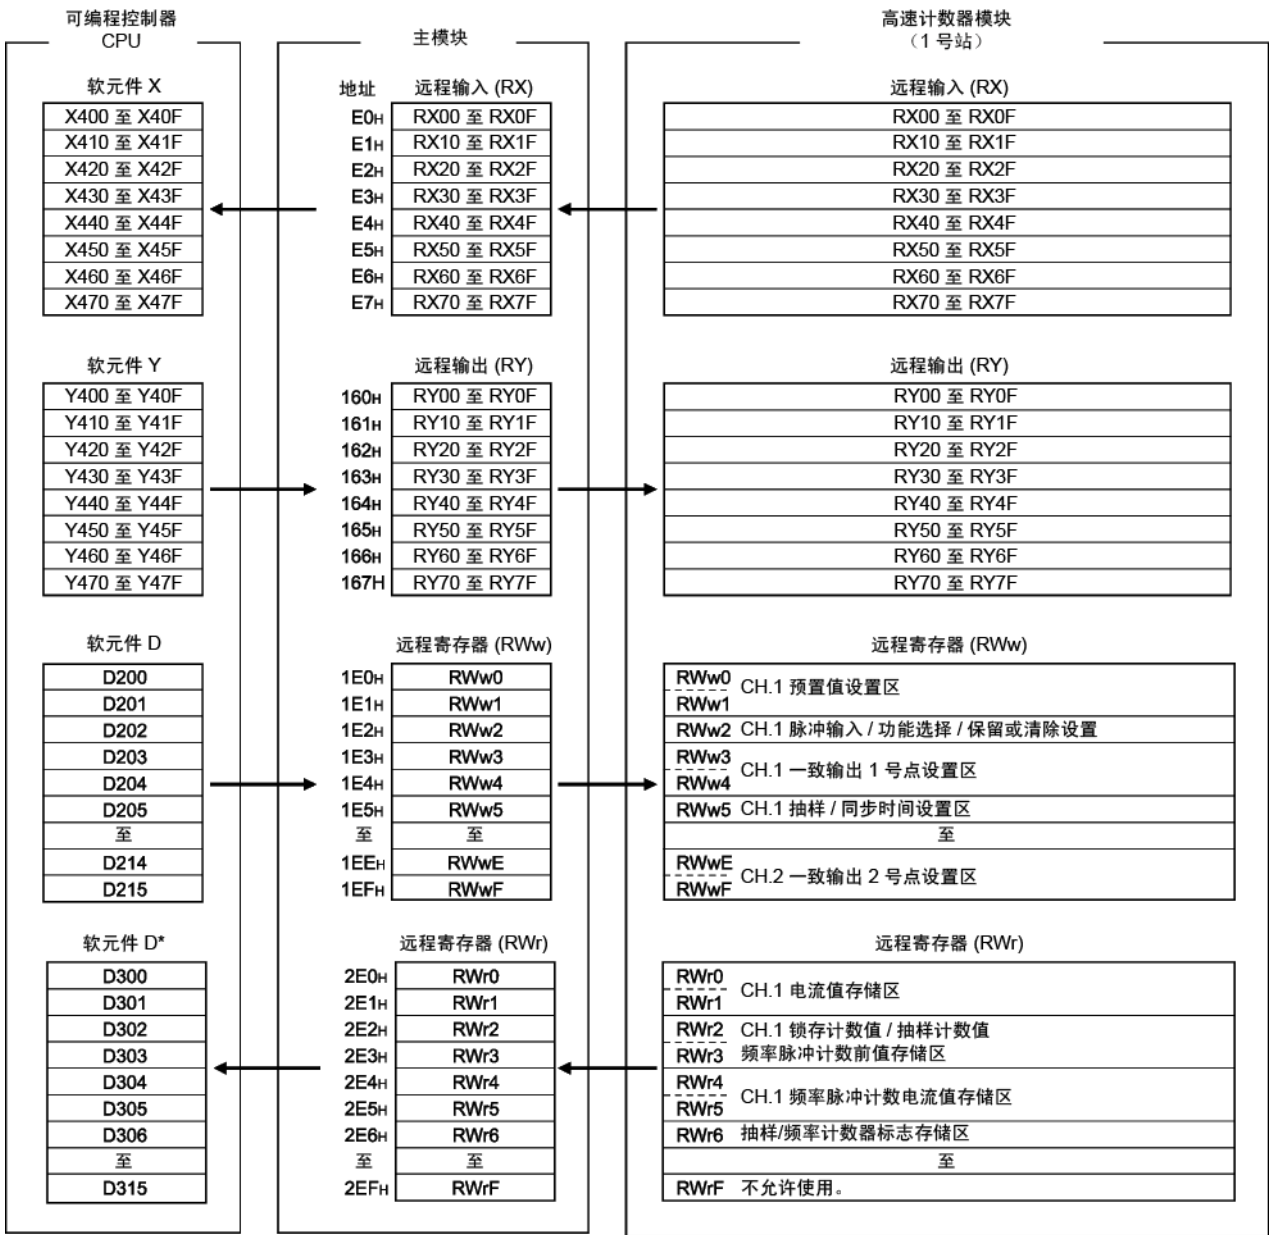 可编程控制器
CPU
主模块
高速计数器模块
（1 号站）
软元件 X
地址
远程输入 (RX)
远程输入 (RX)
X400 至 X40F
E0H
RX00 至 RX0F
RX00 至 RX0F
X410 至 X41F
E1H
RX10 至 RX1F
RX10 至 RX1F
X420 至 X42F
E2H
RX20 至 RX2F
RX20 至 RX2F
X430 至 X43F
E3H
RX30 至 RX3F
RX30 至 RX3F
X440 至 X44F
E4H
RX40 至 RX4F
RX40 至 RX4F
X450 至 X45F
E5H
RX50 至 RX5F
RX50 至 RX5F
X460 至 X46F
E6H
RX60 至 RX6F
RX60 至 RX6F
X470 至 X47F
E7H
RX70 至 RX7F
RX70 至 RX7F
软元件 Y
远程输出 (RY)
远程输出 (RY)
Y400 至 Y40F
160H
RY00 至 RY0F
RY00 至 RY0F
Y410 至 Y41F
161H
RY10 至 RY1F
RY10 至 RY1F
Y420 至 Y42F
162H
RY20 至 RY2F
RY20 至 RY2F
Y430 至 Y43F
163H
RY30 至 RY3F
RY30 至 RY3F
Y440 至 Y44F
164H
RY40 至 RY4F
RY40 至 RY4F
Y450 至 Y45F
165H
RY50 至 RY5F
RY50 至 RY5F
Y460 至 Y46F
166H
RY60 至 RY6F
RY60 至 RY6F
Y470 至 Y47F
167H
RY70 至 RY7F
RY70 至 RY7F
软元件 D
远程寄存器 (RWw)
远程寄存器 (RWw)
D200
1E0H
RWw0
RWw0
CH.1 预置值设置区
D201
1E1H
RWw1
RWw1
D202
1E2H
RWw2
RWw2 CH.1 脉冲输入 / 功能选择 / 保留或清除设置
D203
1E3H
RWw3
RWw3
CH.1 一致输出 1 号点设置区
D204
1E4H
RWw4
RWw4
D205
1E5H
RWw5
RWw5 CH.1 抽样 / 同步时间设置区
至
至
至
至
D214
1EEH
RWwE
RWwE
CH.2 一致输出 2 号点设置区
D215
1EFH
RWwF
RWwF
软元件 D*
远程寄存器 (RWr)
远程寄存器 (RWr)
D300
2E0H
RWr0
RWr0
CH.1 电流值存储区
D301
2E1H
RWr1
RWr1
D302
2E2H
RWr2
RWr2 CH.1 锁存计数值 / 抽样计数值
D303
2E3H
RWr3
RWr3 频率脉冲计数前值存储区
D304
2E4H
RWr4
RWr4
CH.1 频率脉冲计数电流值存储区
D305
2E5H
RWr5
RWr5
D306
2E6H
RWr6
RWr6 抽样/频率计数器标志存储区
至
至
至
至
D315
2EFH
RWrF
RWrF 不允许使用。